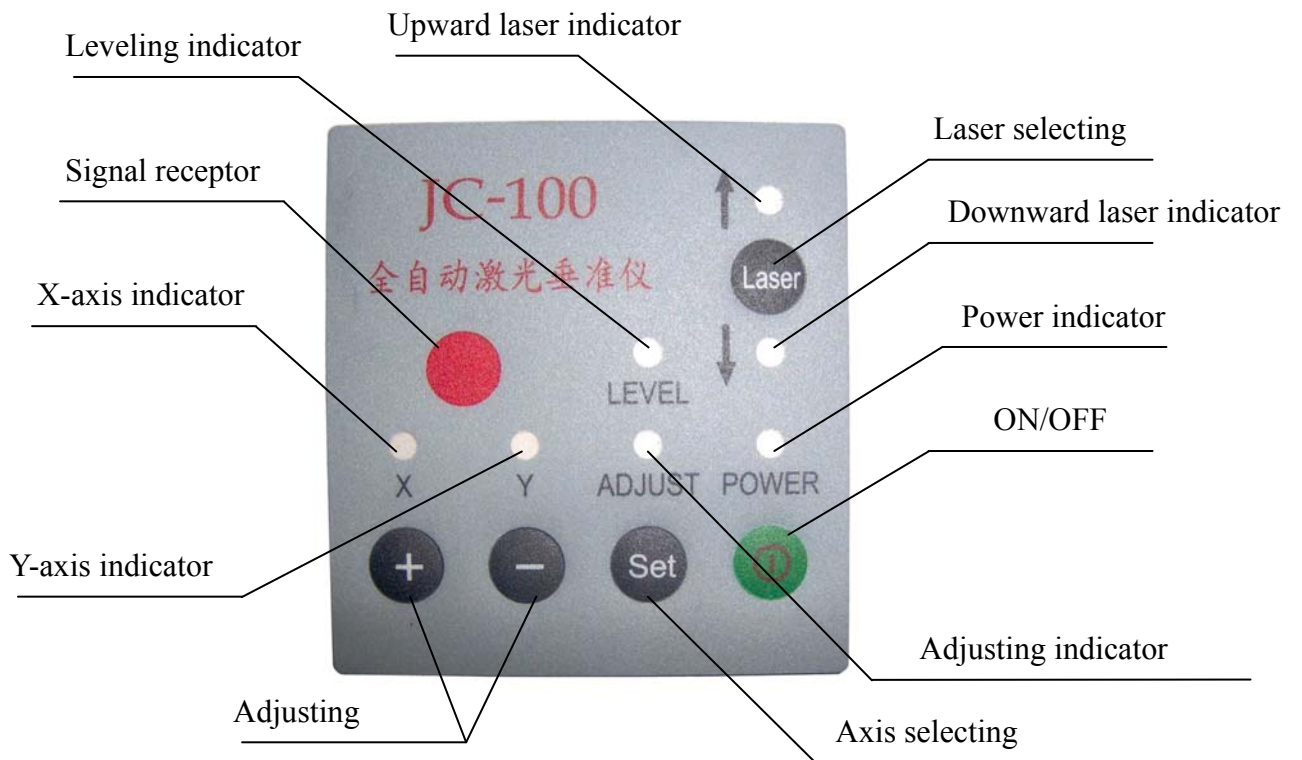 Upward laser indicator
Leveling indicator
Laser selecting
Signal receptor
JC-100
Downward laser indicator
全自动激光垂准仪
Laser
X-axis indicator
Power indicator
LEVEL
ON/OFF
X Y ADJUST POWER
+ − Set
Y-axis indicator
Adjusting indicator
Adjusting
Axis selecting